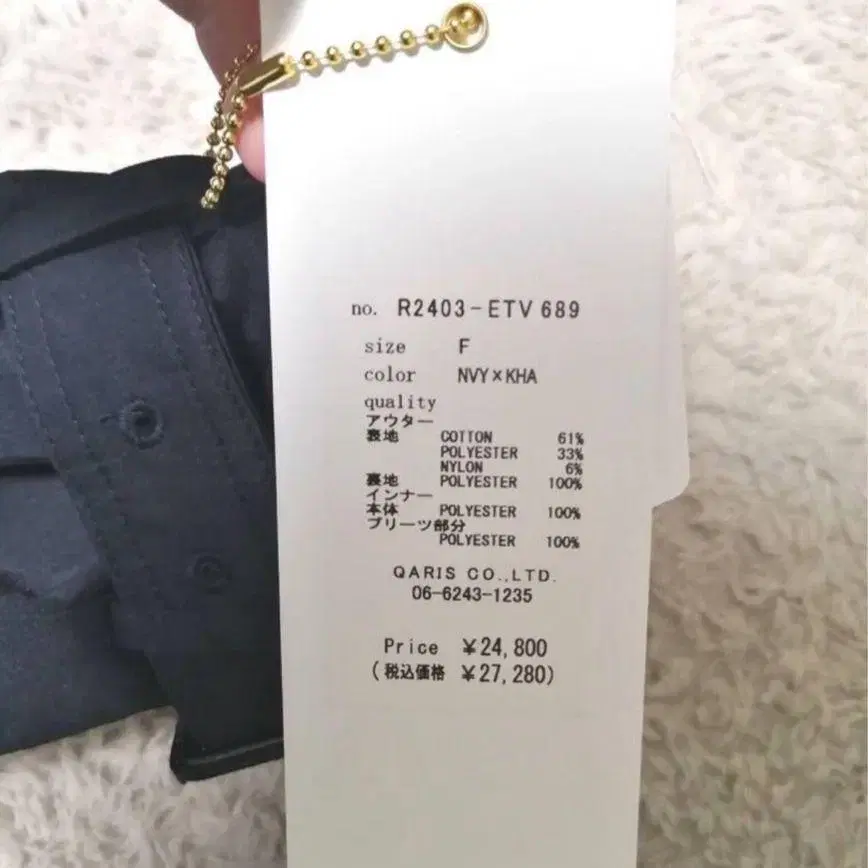 no. R2403-ETV 689
size F
color NVY×KHA
quality
アウター
表地 COTTON 61%
POLYESTER 33%
NYLON 6%
裏地 POLYESTER 100%
インナー
本体 POLYESTER 100%
プリーツ部分
POLYESTER 100%
QARIS CO.,LTD.
06-6243-1235
Price ¥24,800
(税込価格 ¥27,280)